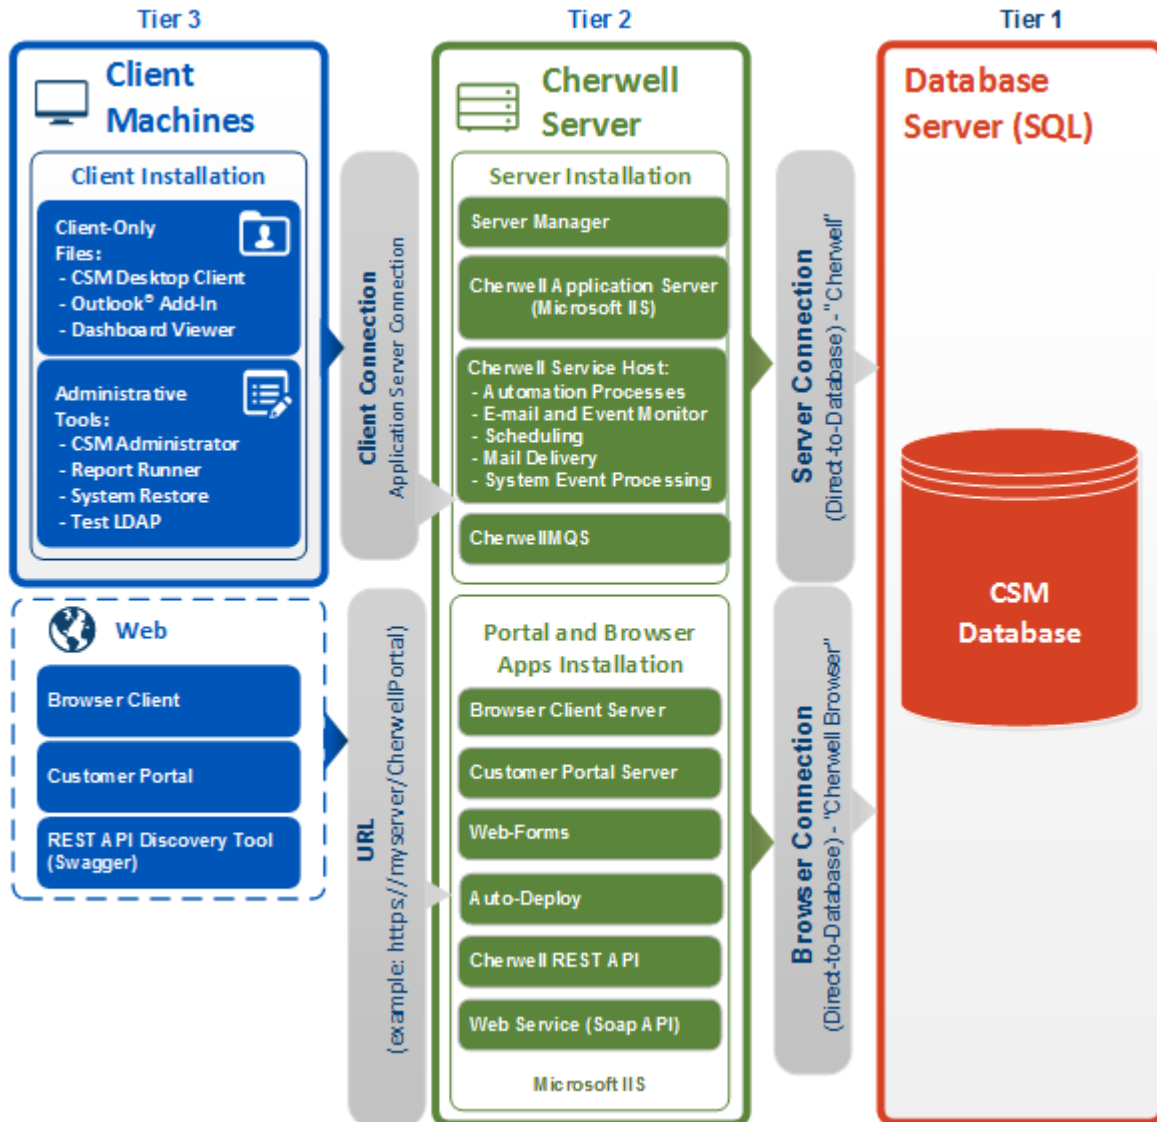 Tier 3
Tier 2
Tier 1
Client
Machines
Client Installation
Client-Only
Files:
- CSM Desktop Client
- Outlook® Add-In
- Dashboard Viewer
Administrative
Tools:
- CSM Administrator
- Report Runner
- System Restore
- Test LDAP
Web
Browser Client
Customer Portal
REST API Discovery Tool
(Swagger)
Client Connection
Application Server Connection
URL
(example: https://myserver/CherwellPortal)
Cherwell
Server
Server Installation
Server Manager
Cherwell Application Server
(Microsoft IIS)
Cherwell Service Host:
- Automation Processes
- E-mail and Event Monitor
- Scheduling
- Mail Delivery
- System Event Processing
CherwellMQS
Portal and Browser
Apps Installation
Browser Client Server
Customer Portal Server
Web-Forms
Auto-Deploy
Cherwell REST API
Web Service (Soap API)
Microsoft IIS
Server Connection
(Direct-to-Database) - "Cherwell"
Browser Connection
(Direct-to-Database) - "Cherwell Browser"
Database
Server (SQL)
CSM
Database